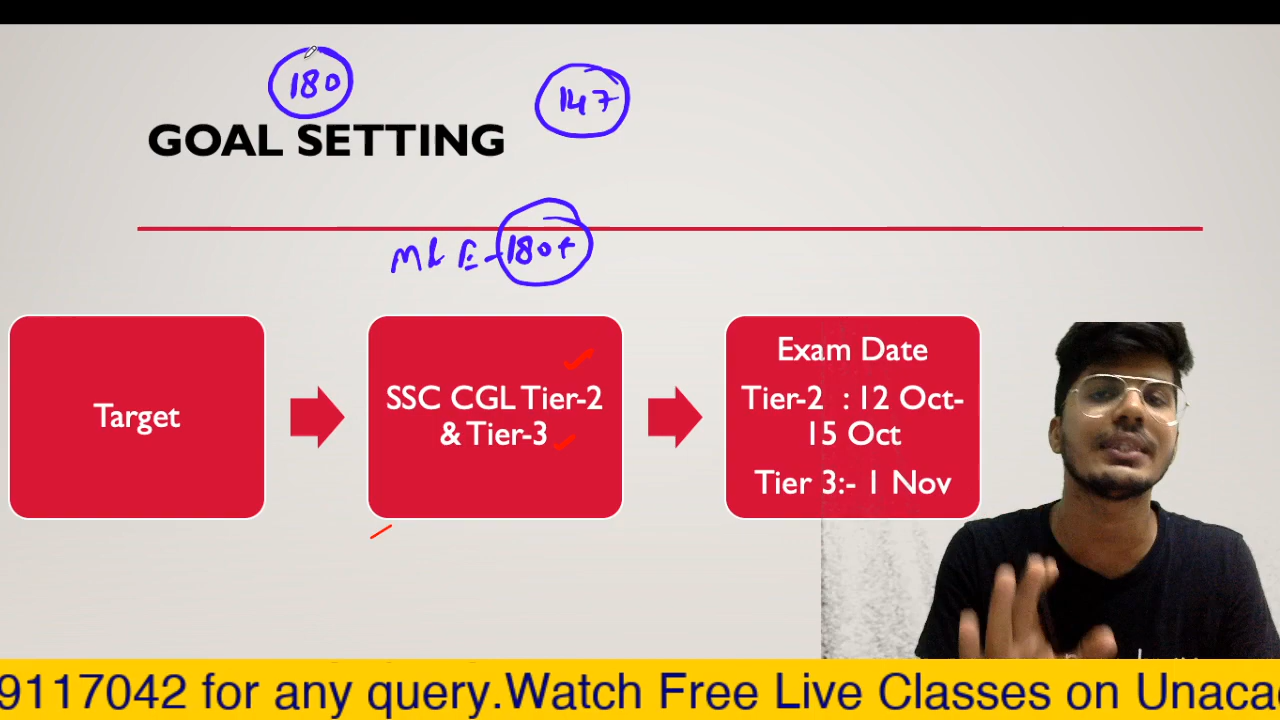 180
147
GOAL SETTING
M & E - 180+
Target
SSC CGL Tier-2
& Tier-3
Exam Date
Tier-2 : 12 Oct-
15 Oct
Tier 3:- 1 Nov
9117042 for any query.Watch Free Live Classes on Unaca